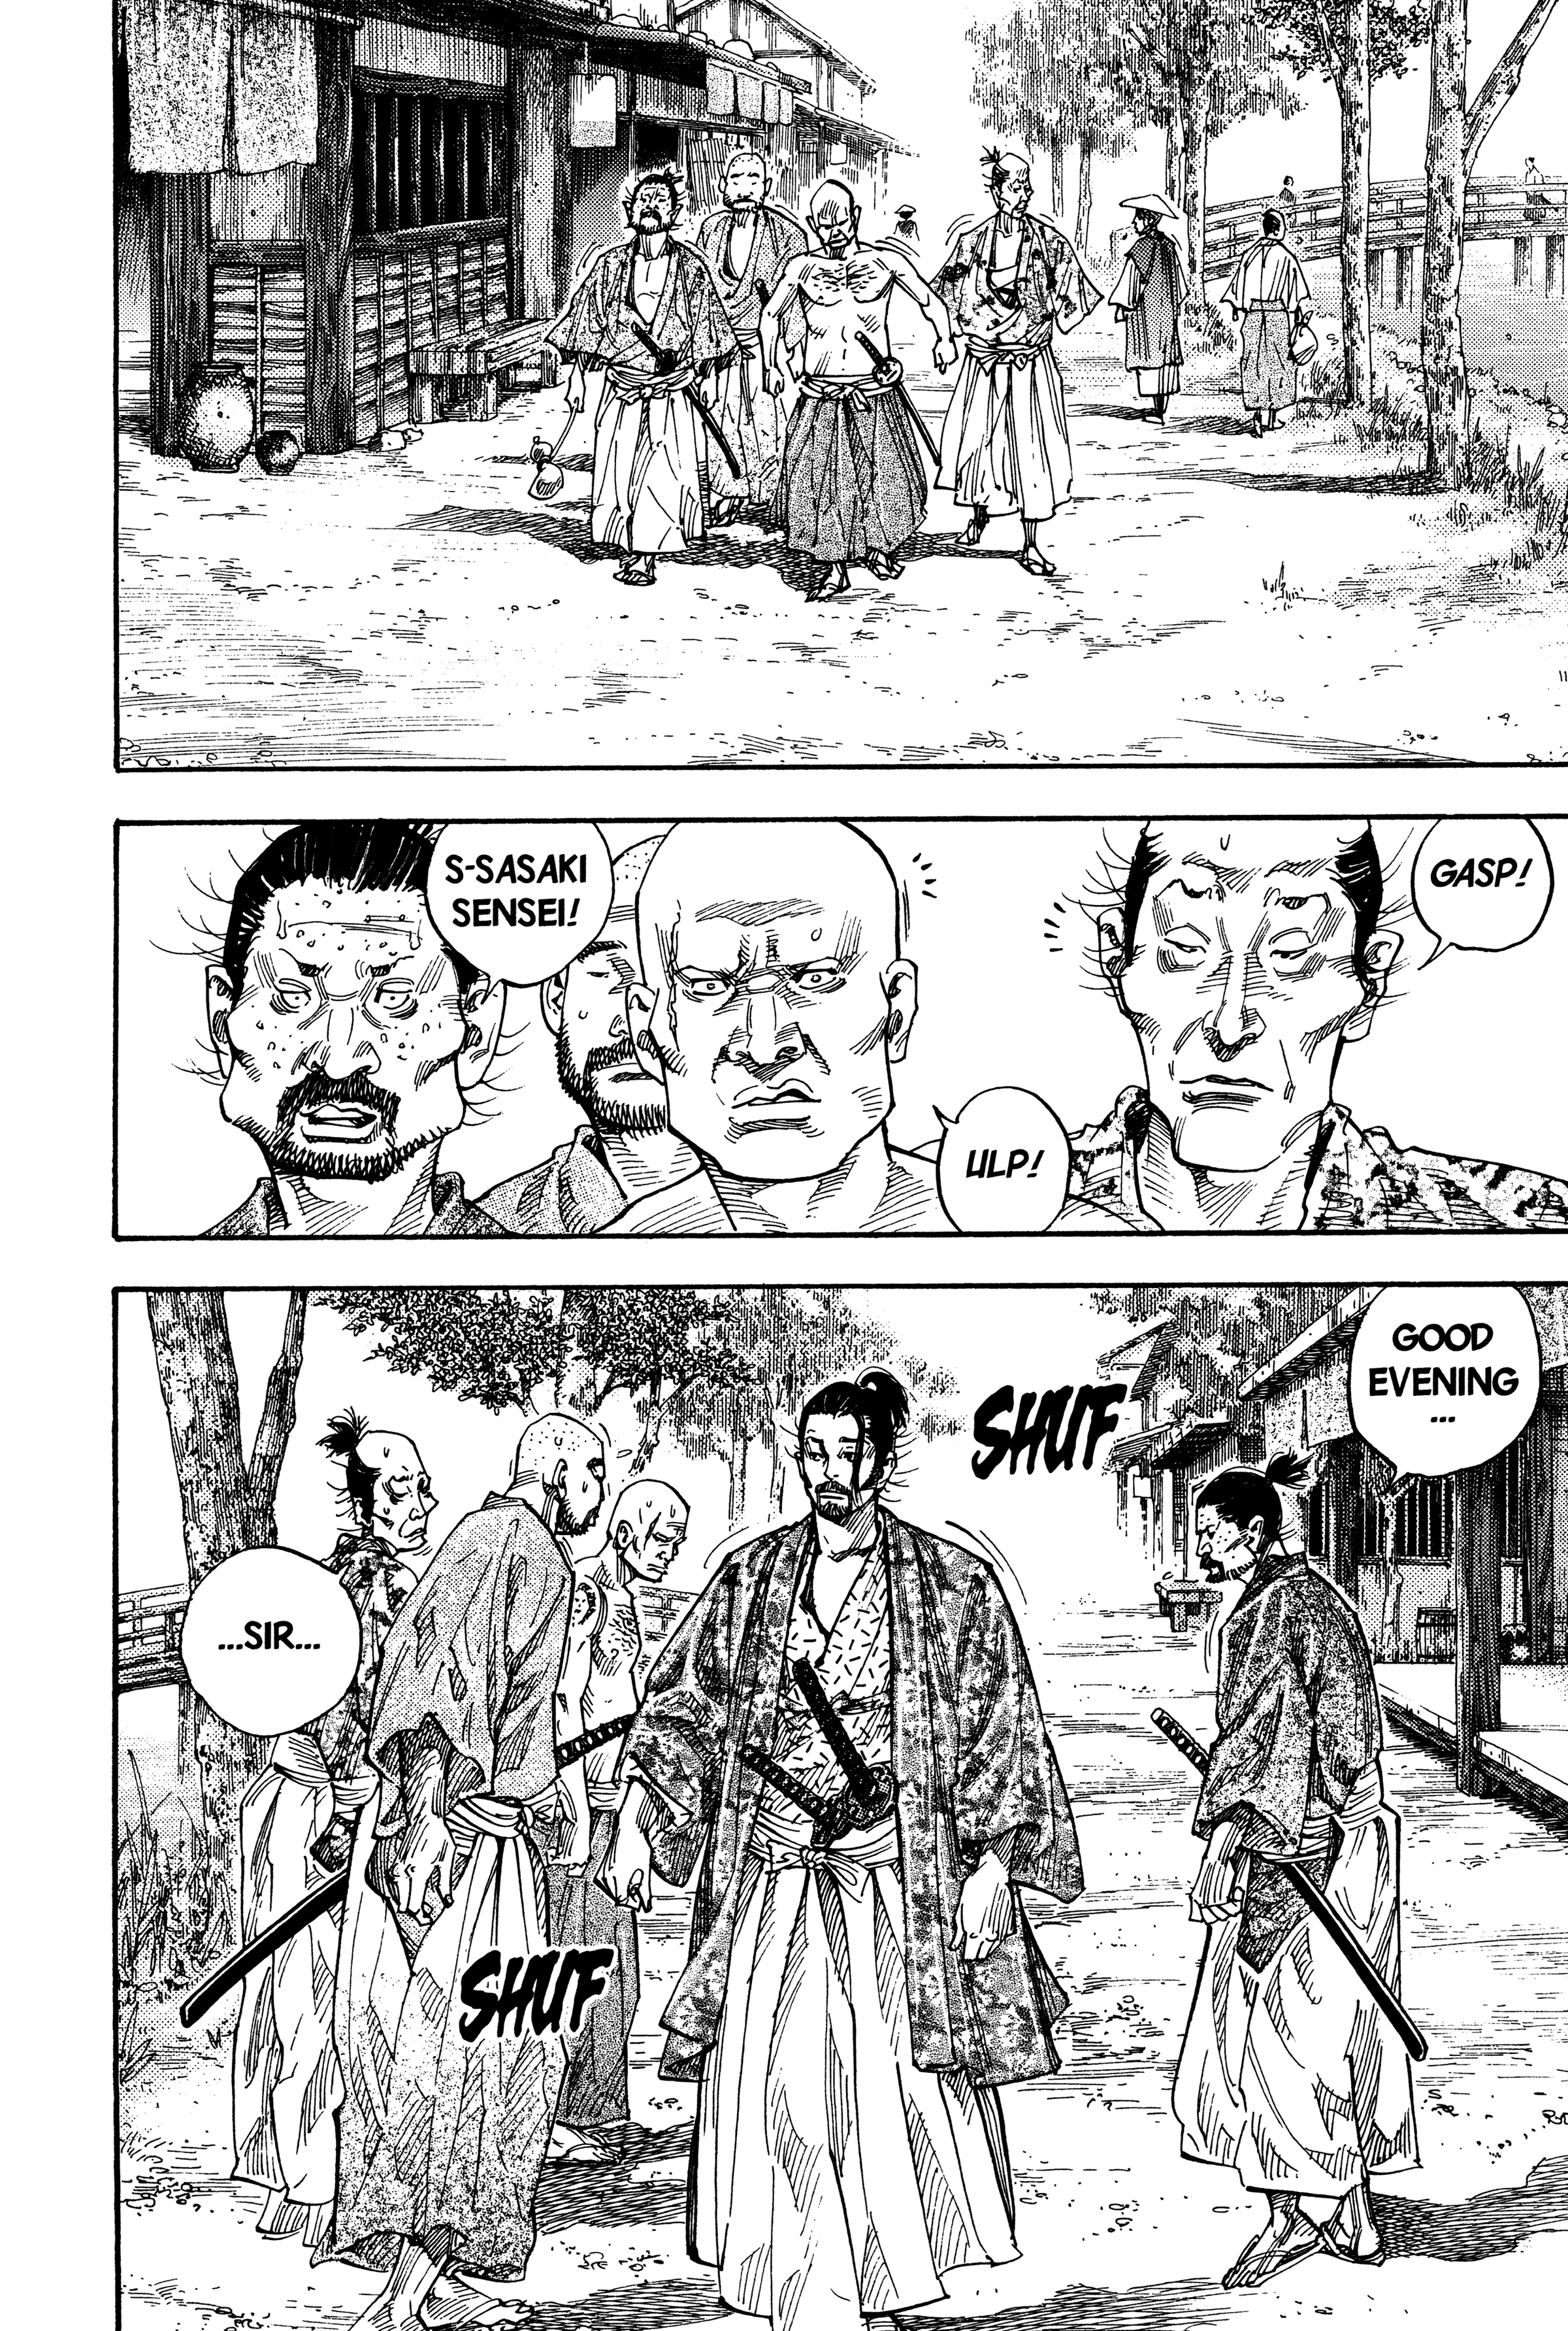 GASP!
ULP!
S-SASAKI
SENSEI!
GOOD
EVENING
...
SHUF
SHUF
...SIR...